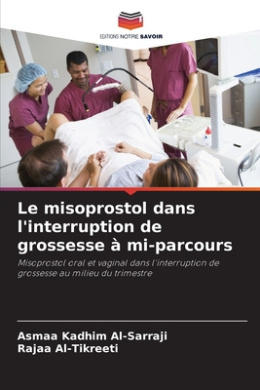 EDITIONS NOTRE SAVOIR
Le misoprostol dans
l'interruption de
grossesse à mi-parcours
Misoprostol oral et vaginal dans l'interruption de
grossesse au milieu du trimestre
Asmaa Kadhim Al-Sarraji
Rajaa Al-Tikreeti